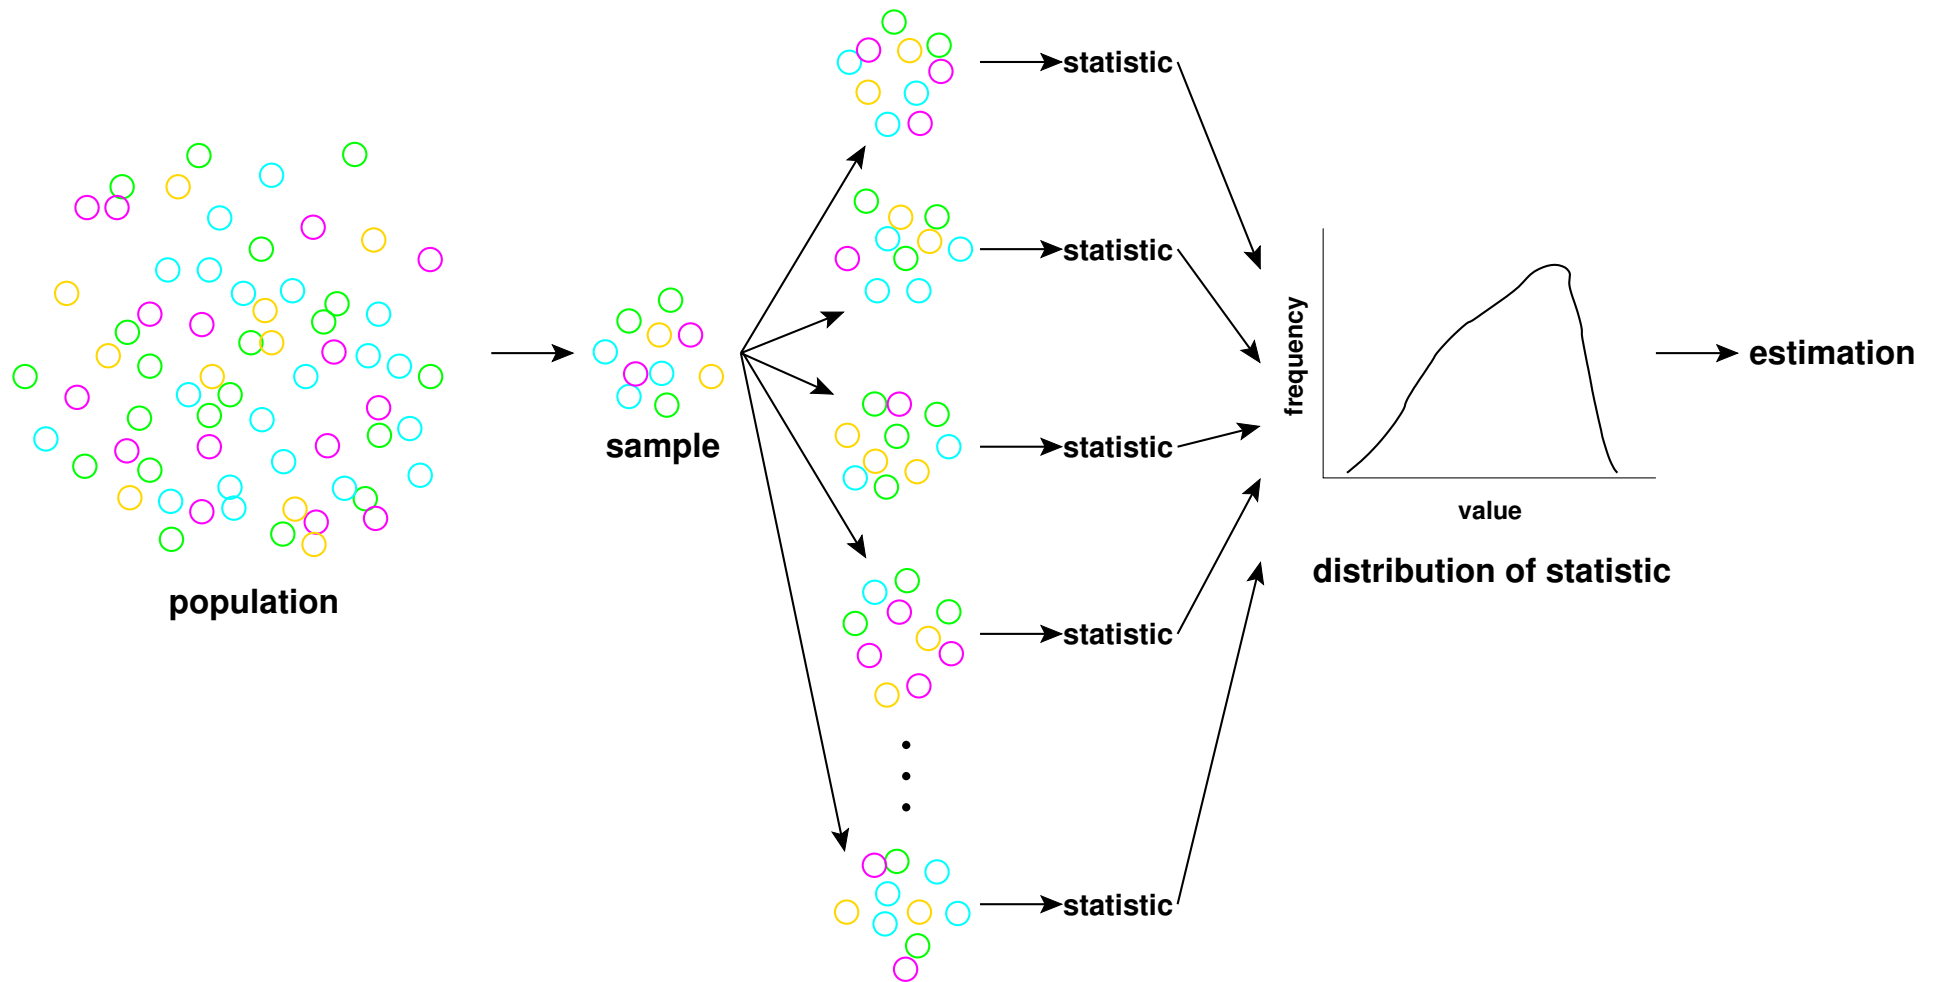 population
sample
statistic
statistic
statistic
statistic
statistic
frequency
value
distribution of statistic
estimation